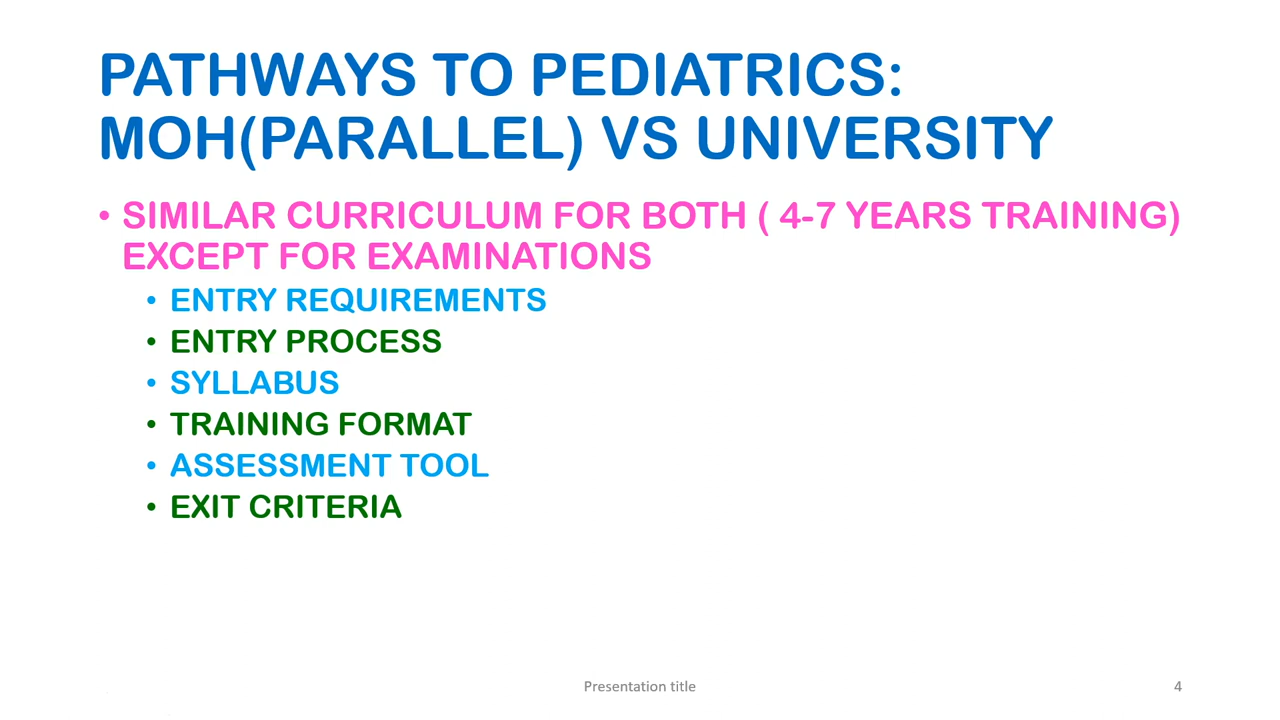 PATHWAYS TO PEDIATRICS:
MOH(PARALLEL) VS UNIVERSITY
• SIMILAR CURRICULUM FOR BOTH ( 4-7 YEARS TRAINING)
EXCEPT FOR EXAMINATIONS
• ENTRY REQUIREMENTS
• ENTRY PROCESS
• SYLLABUS
• TRAINING FORMAT
• ASSESSMENT TOOL
• EXIT CRITERIA
Presentation title
4